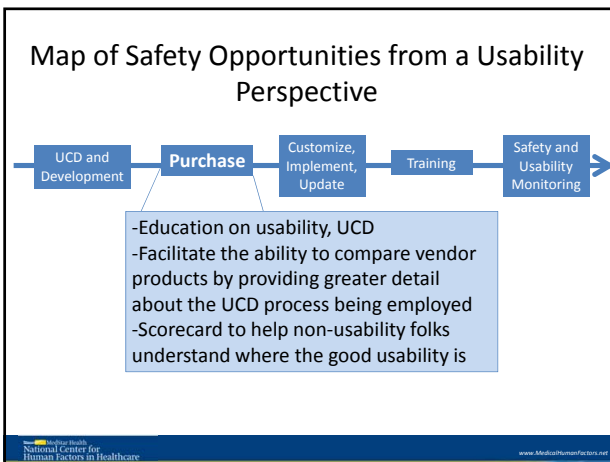 Map of Safety Opportunities from a Usability
Perspective
UCD and
Development
Purchase
Customize,
Implement,
Update
Training
Safety and
Usability
Monitoring
-Education on usability, UCD
-Facilitate the ability to compare vendor
products by providing greater detail
about the UCD process being employed
-Scorecard to help non-usability folks
understand where the good usability is
MedStar Health
National Center for
Human Factors in Healthcare
www.MedicalHumanFactors.net